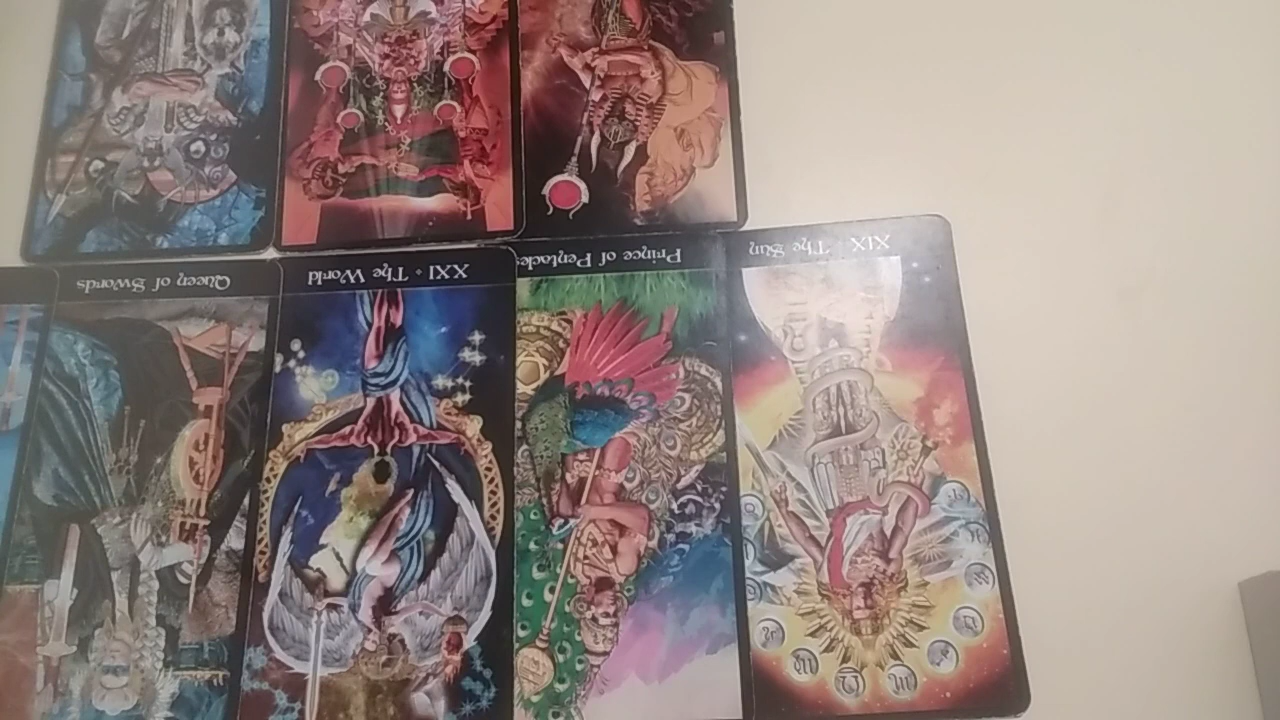 Queen of Swords
XXI • The World
Prince of Pentacles
XIX • The Sun